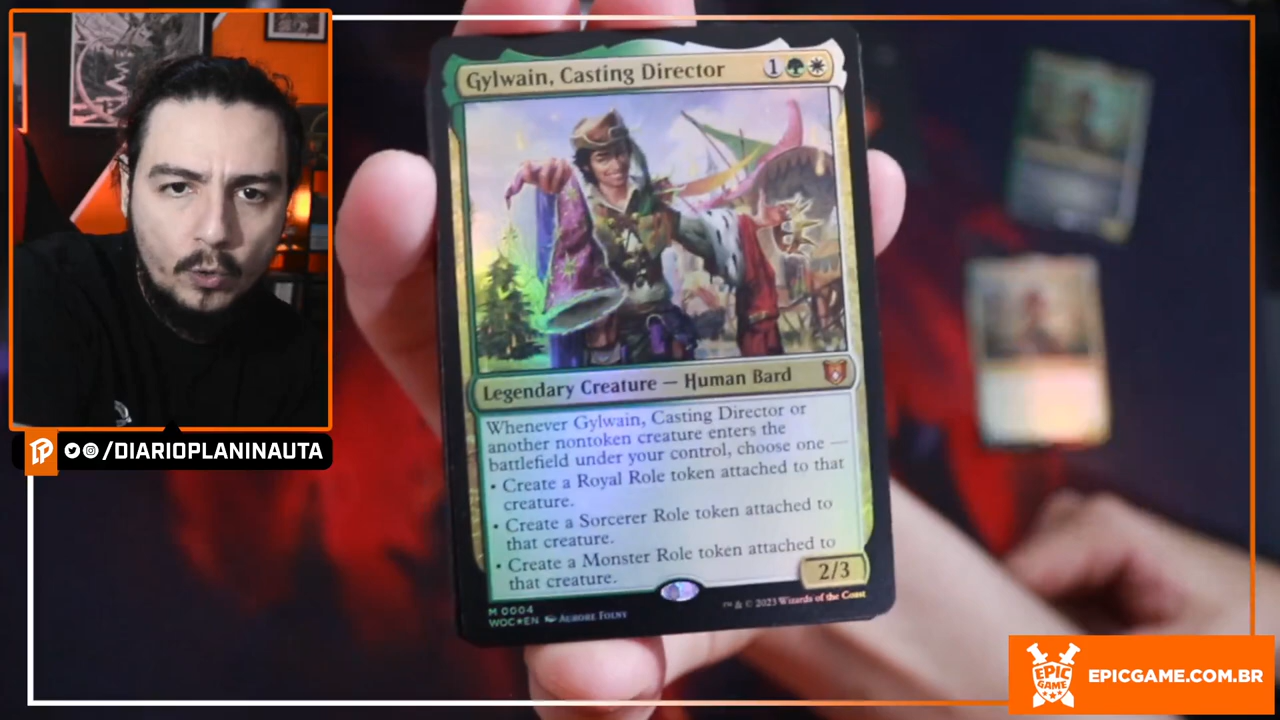 Gylwain, Casting Director 1
Legendary Creature — Human Bard
Whenever Gylwain, Casting Director or
another nontoken creature enters the
battlefield under your control, choose one —
• Create a Royal Role token attached to that
creature.
• Create a Sorcerer Role token attached to
that creature.
• Create a Monster Role token attached to
that creature.
2/3
M 0004
WOC★EN AURORE FOLNY
™ & © 2023 Wizards of the Coast
/DIARIOPLANINAUTA
EPIC
GAME
EPICGAME.COM.BR